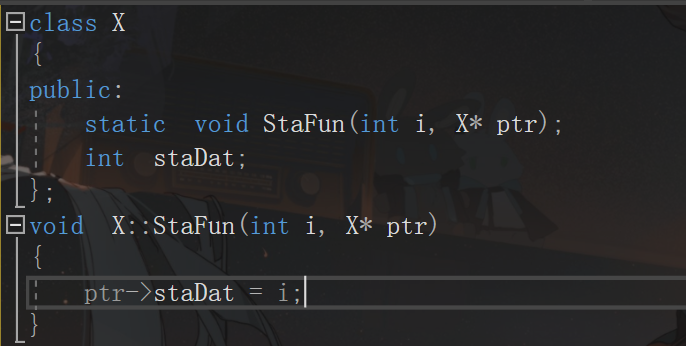 class X
{
public:
    static  void StaFun(int i, X* ptr);
    int  staDat;
};
void  X::StaFun(int i, X* ptr)
{
    ptr->staDat = i;
}